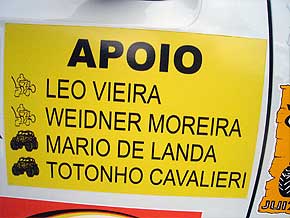 APOIO
LEO VIEIRA
WEIDNER MOREIRA
MARIO DE LANDA
TOTONHO CAVALIERI